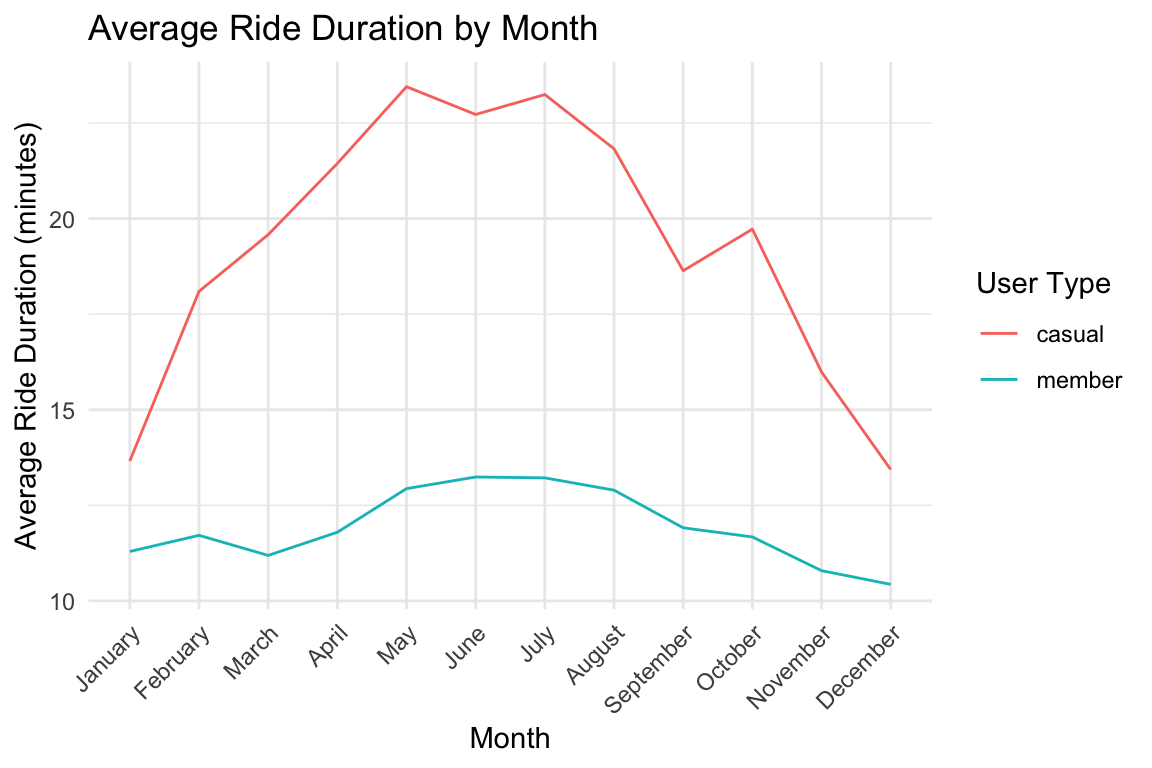 Average Ride Duration by Month
Average Ride Duration (minutes)
20
15
10
January
February
March
April
May
June
July
August
September
October
November
December
Month
User Type
casual
member